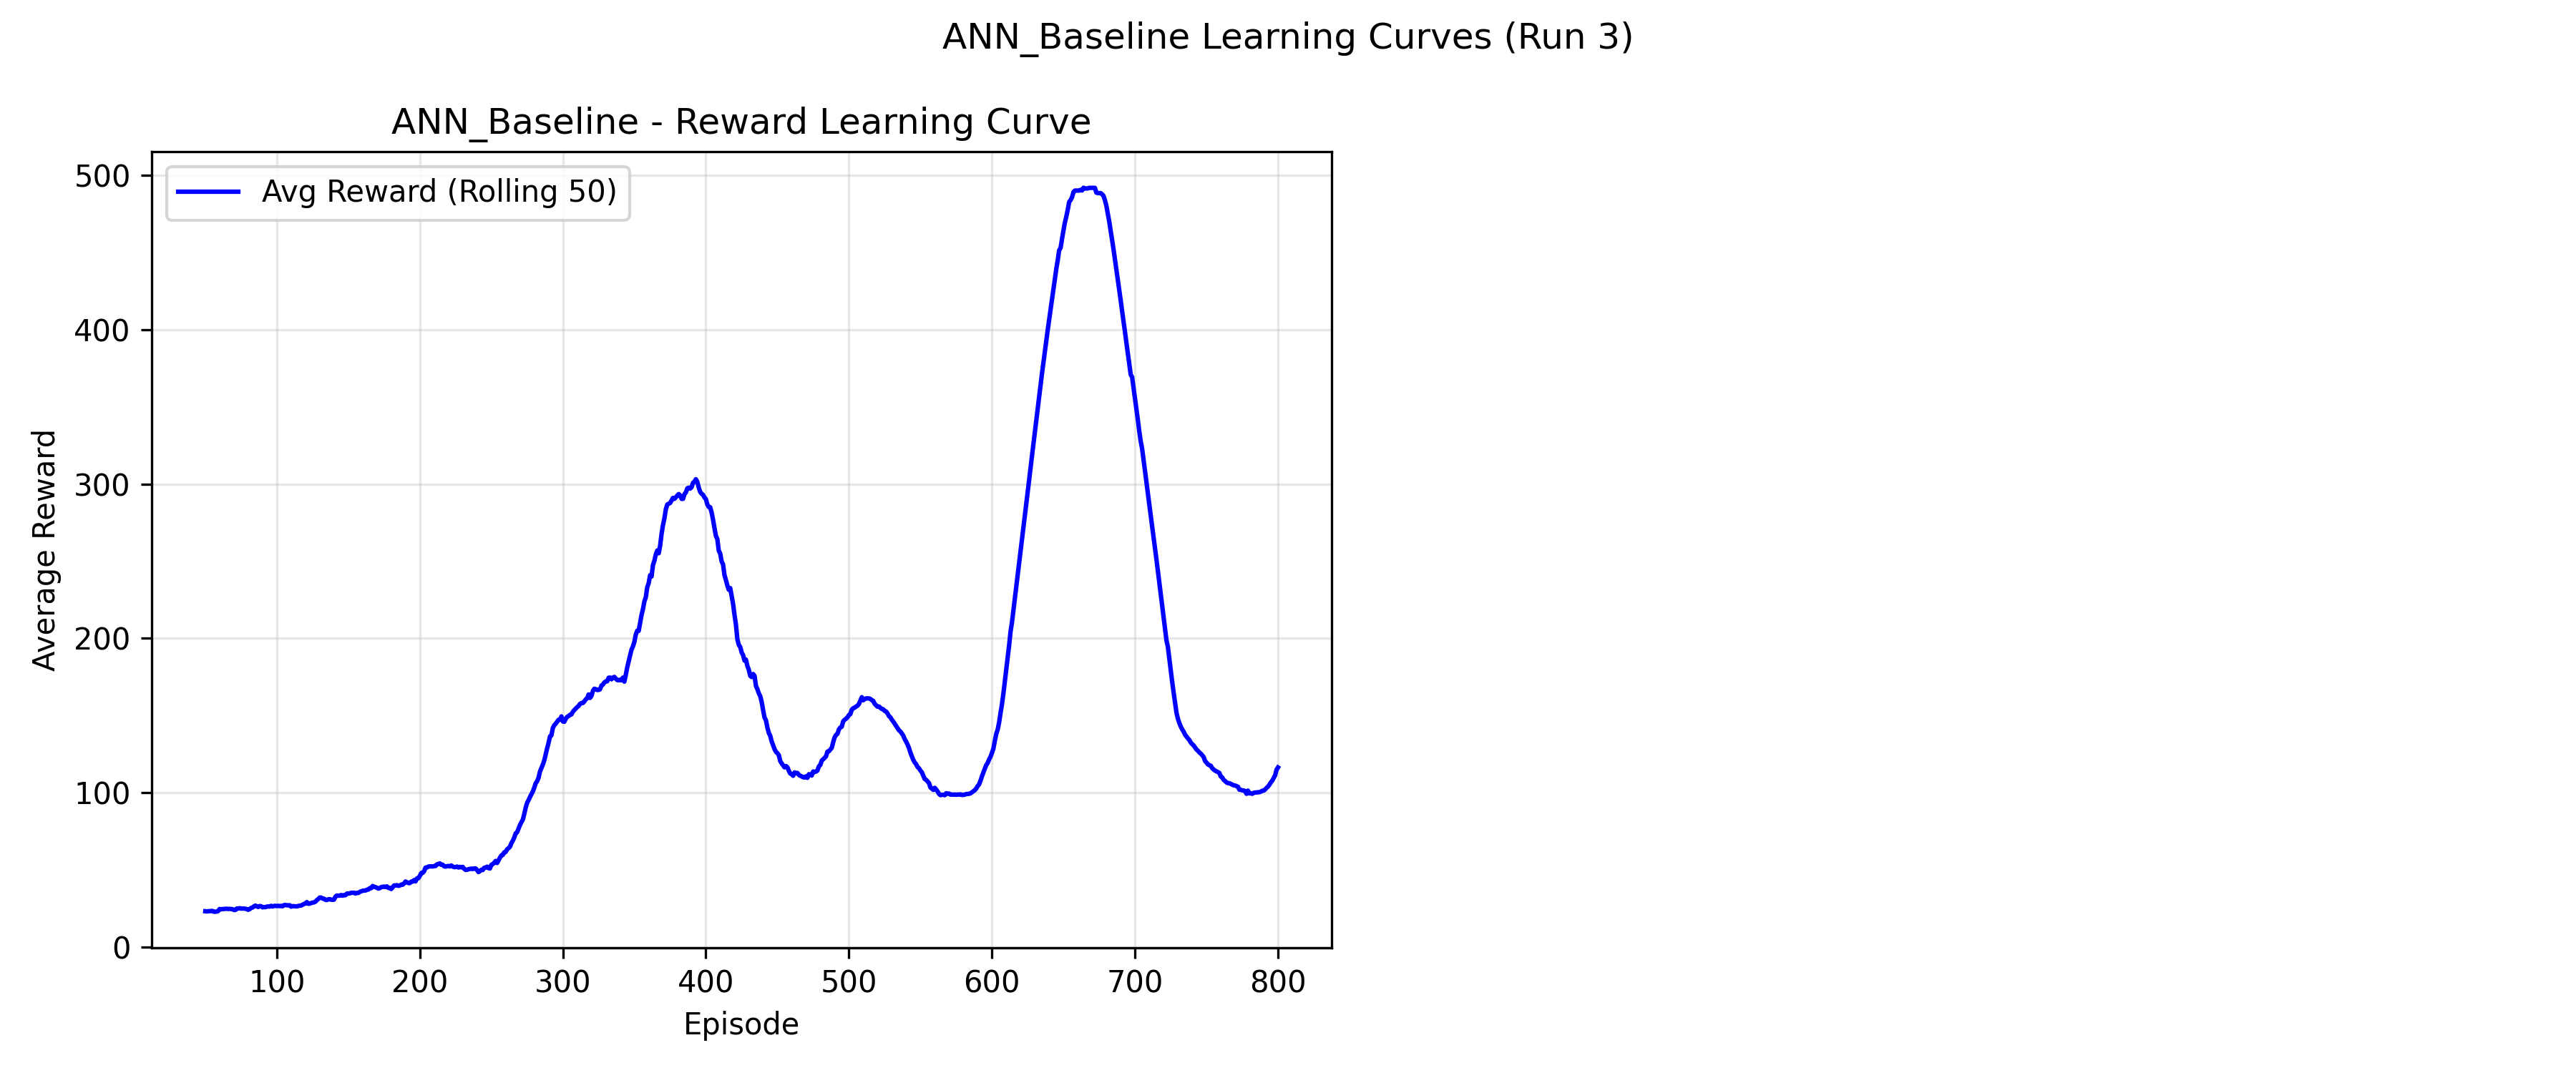 ANN_Baseline Learning Curves (Run 3)
ANN_Baseline - Reward Learning Curve
Avg Reward (Rolling 50)
Average Reward
500
400
300
200
100
0
100 200 300 400 500 600 700 800
Episode